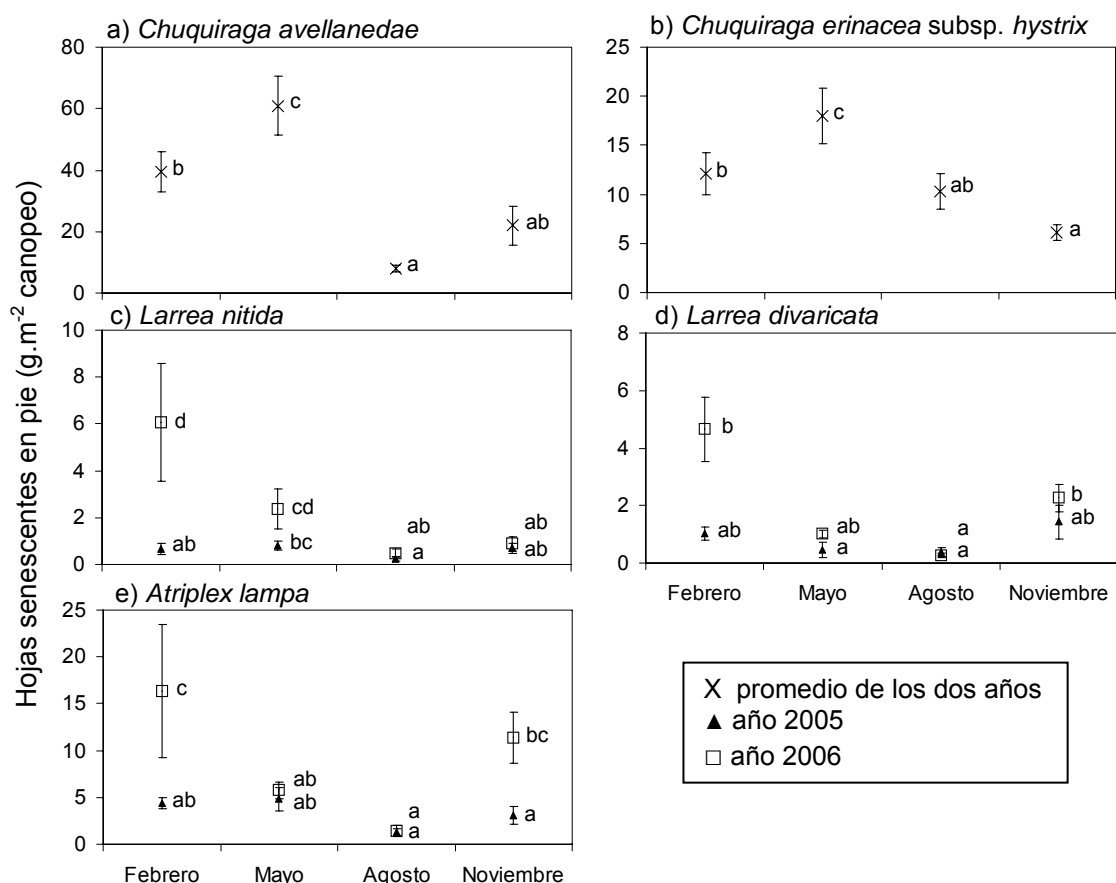 Hojas senescentes en pie (g.m-2 canopeo)
a) Chuquiraga avellanedae
80
60
40
20
0
b
c
a
ab
b) Chuquiraga erinacea subsp. hystrix
25
20
15
10
5
0
b
c
ab
a
c) Larrea nitida
10
8
6
4
2
0
d
ab
cd
bc
ab
a
ab
ab
d) Larrea divaricata
8
6
4
2
0
b
ab
ab
a
a
a
b
ab
Febrero Mayo Agosto Noviembre
e) Atriplex lampa
25
20
15
10
5
0
c
ab
ab
ab
a
a
bc
a
Febrero Mayo Agosto Noviembre
X promedio de los dos años
▲ año 2005
□ año 2006